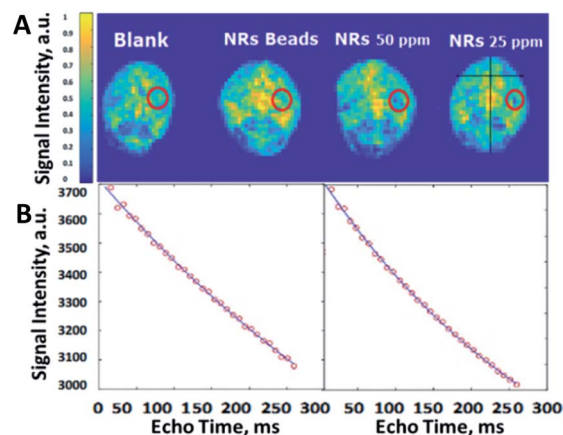 A
Blank
NRs Beads
NRs 50 ppm
NRs 25 ppm
Signal Intensity, a.u.
1
0.9
0.8
0.7
0.6
0.5
0.4
0.3
0.2
0.1
0
B
Signal Intensity, a.u.
3700
3600
3500
3400
3300
3200
3100
3000
0 50 100 150 200 250 300
50 100 150 200 250 300
Echo Time, ms
Echo Time, ms